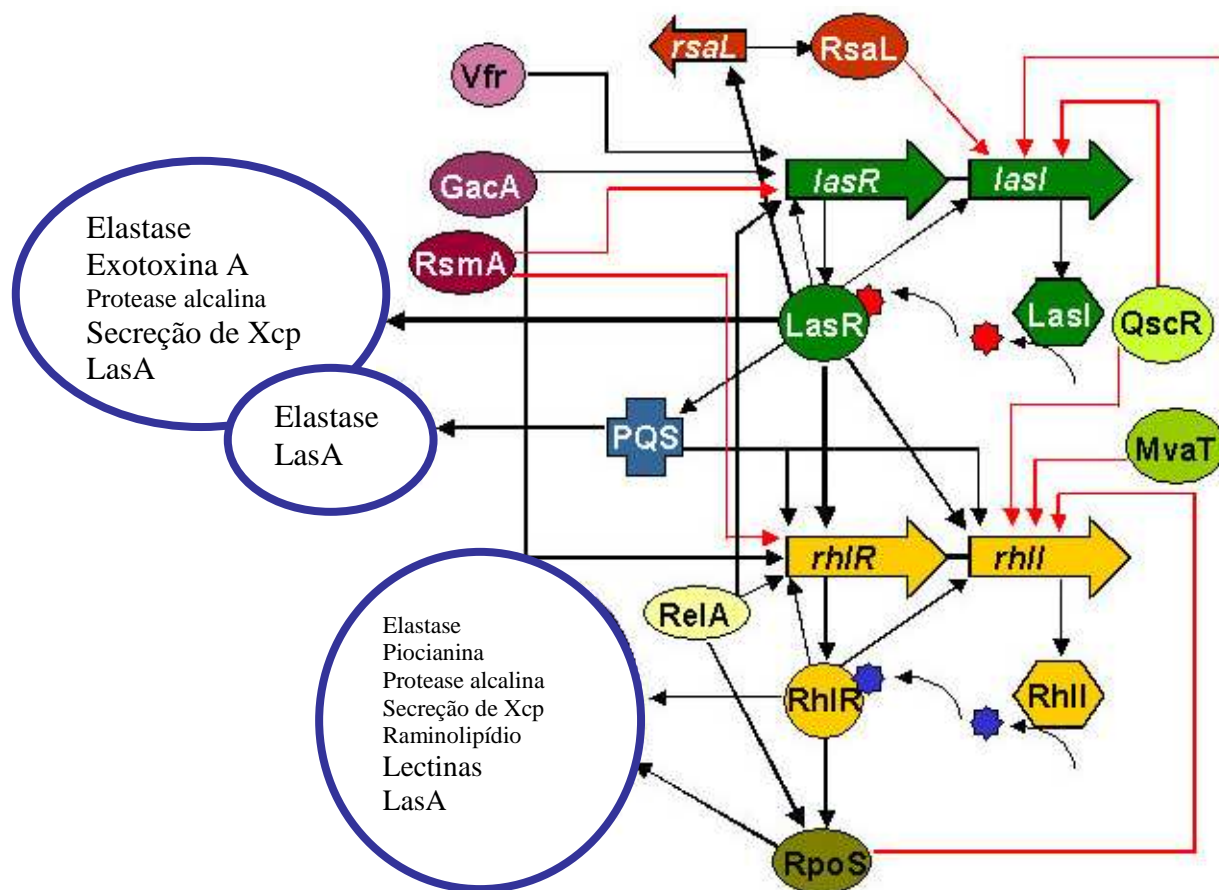 rsaL
RsaL
Vfr
GacA
lasR
lasI
RsmA
Elastase
Exotoxina A
Protease alcalina
Secreção de Xcp
LasA
LasR
LasI
QscR
Elastase
LasA
PQS
MvaT
rhlR
rhlI
RelA
Elastase
Piocianina
Protease alcalina
Secreção de Xcp
Raminolipídio
Lectinas
LasA
RhlR
RhlI
RpoS